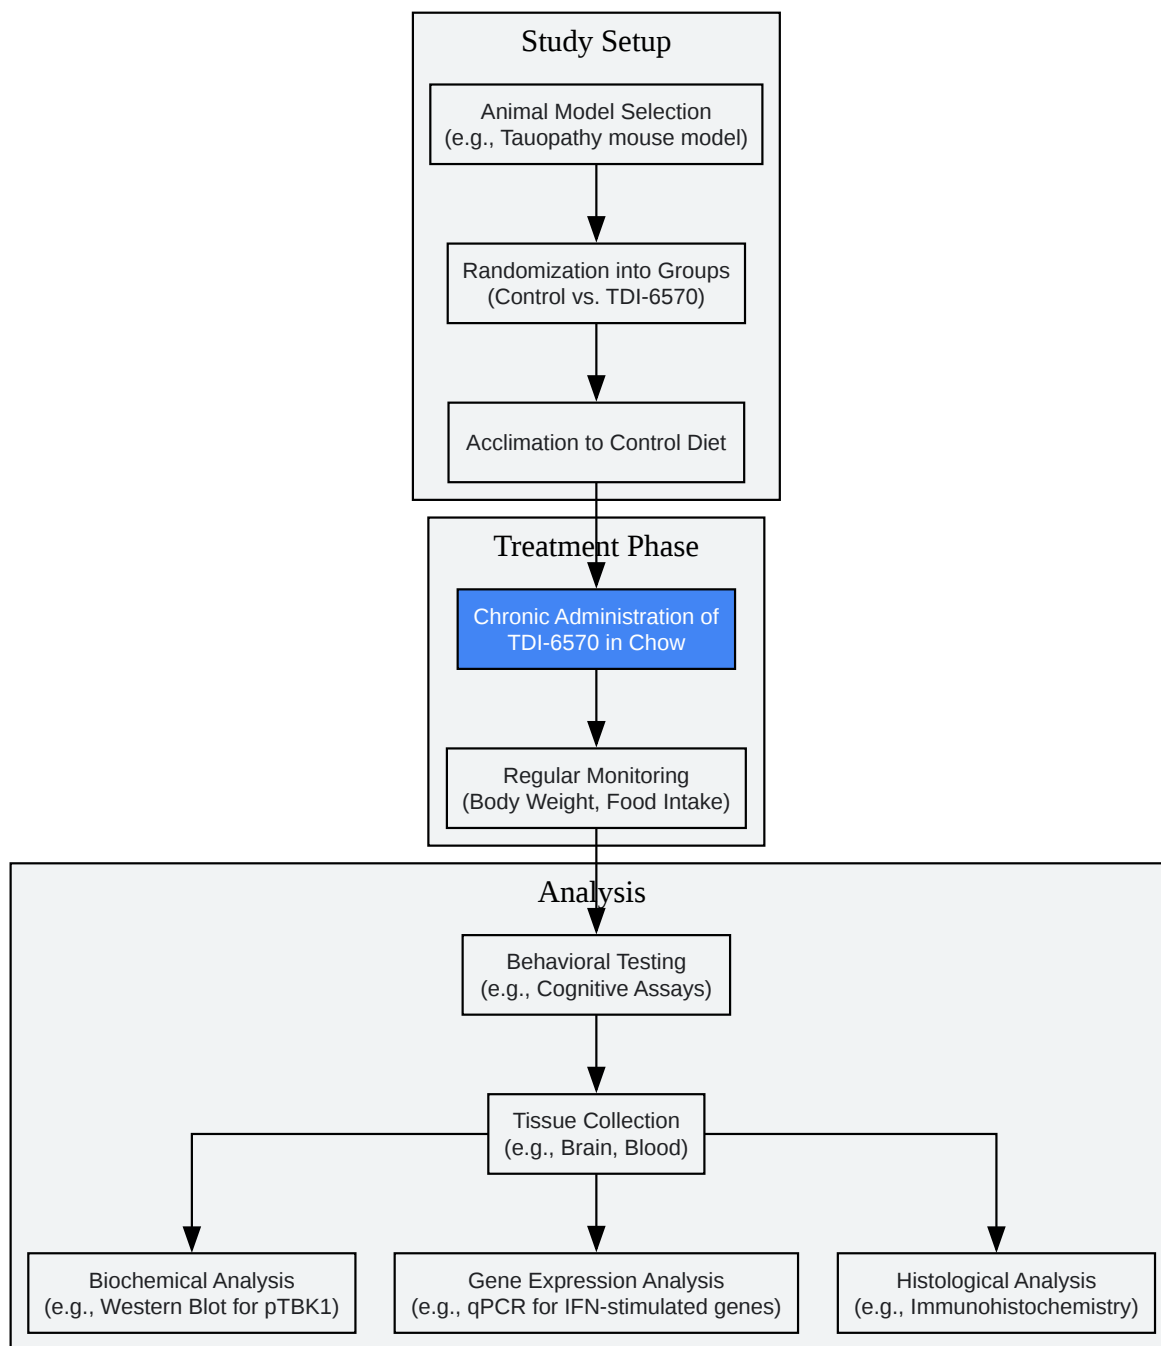 Study Setup
Animal Model Selection
(e.g., Tauopathy mouse model)
Randomization into Groups
(Control vs. TDI-6570)
Acclimation to Control Diet
Treatment Phase
Chronic Administration of
TDI-6570 in Chow
Regular Monitoring
(Body Weight, Food Intake)
Analysis
Behavioral Testing
(e.g., Cognitive Assays)
Tissue Collection
(e.g., Brain, Blood)
Biochemical Analysis
(e.g., Western Blot for pTBK1)
Gene Expression Analysis
(e.g., qPCR for IFN-stimulated genes)
Histological Analysis
(e.g., Immunohistochemistry)